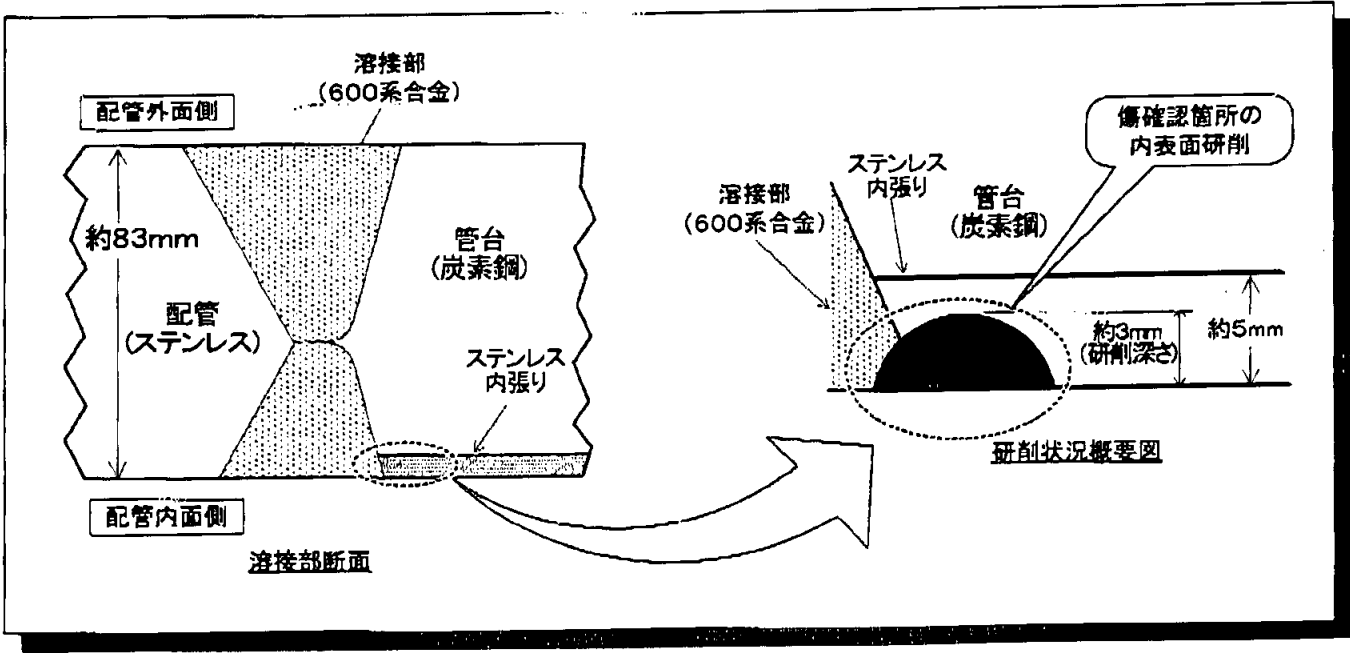 溶接部
(600系合金)
配管外面側
約83mm
配管
(ステンレス)
管台
(炭素鋼)
ステンレス
内張り
配管内面側
溶接部断面
傷確認箇所の
内表面研削
ステンレス
内張り
溶接部
(600系合金)
管台
(炭素鋼)
約3mm
(研削深さ)
約5mm
研削状況概要図